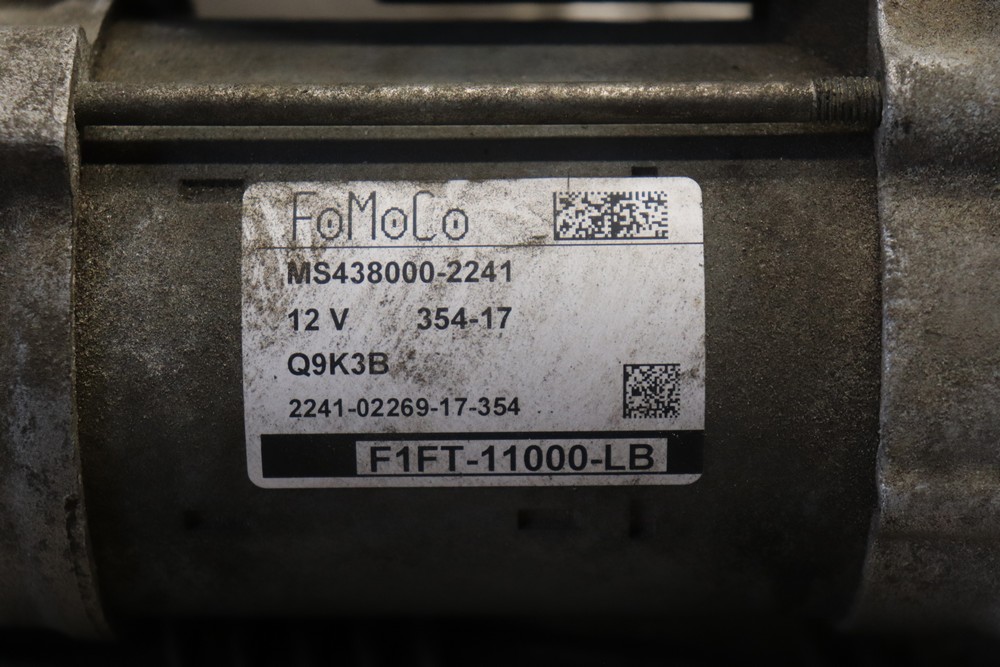 FoMoCo
MS438000-2241
12 V 354-17
Q9K3B
2241-02269-17-354
F1FT-11000-LB